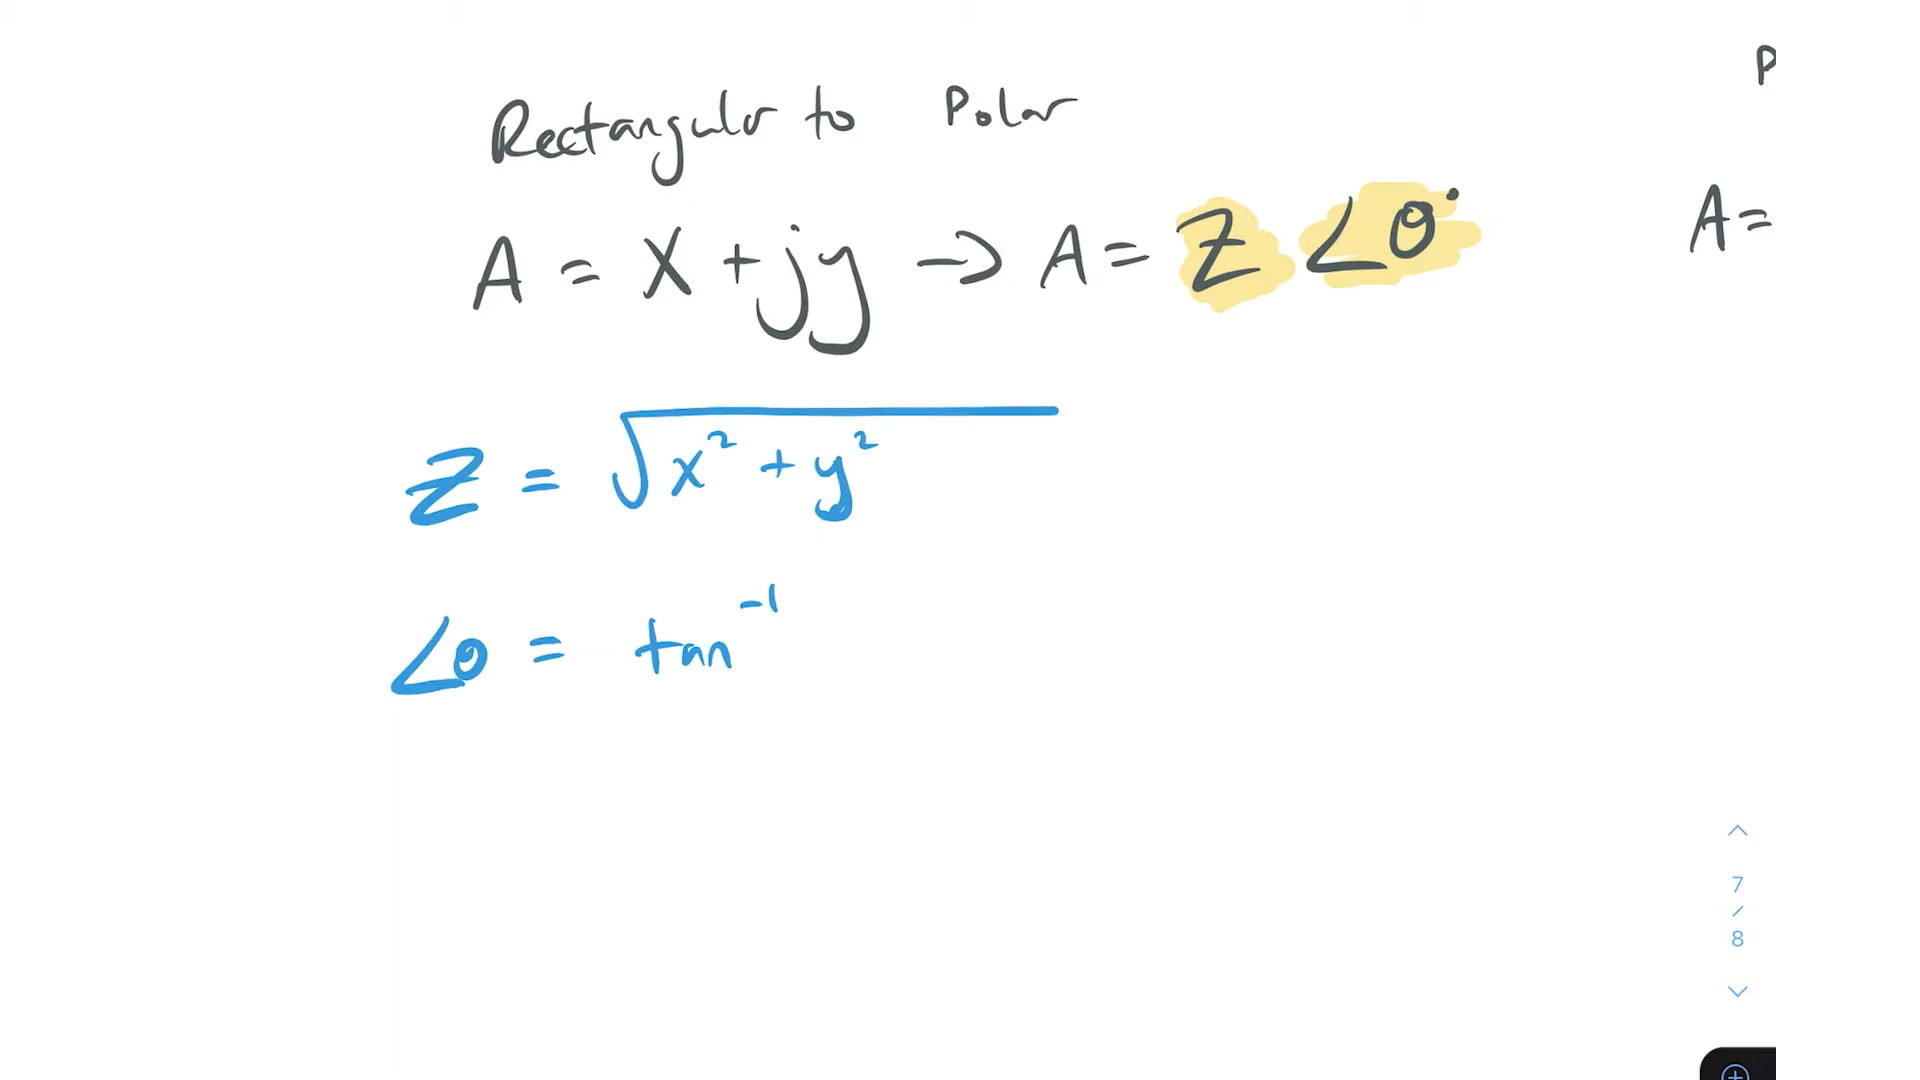 Rectangular to Polar
P
A = x + jy → A = Z ∠θ°
A =
Z = √x² + y²
∠θ = tan⁻¹
7
/
8